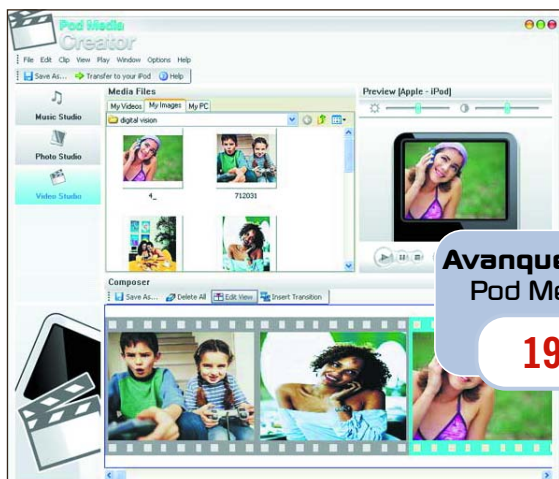 Pod Media
Creator
File Edit Clip View Play Window Options Help
Save As... Transfer to your iPod Help
Music Studio
Photo Studio
Video Studio
Media Files
My Videos My Images My PC
digital vision
4_
712031
Preview [Apple - iPod]
Composer
Save As... Delete All Edit View Insert Transition
Avanque
Pod Me
19